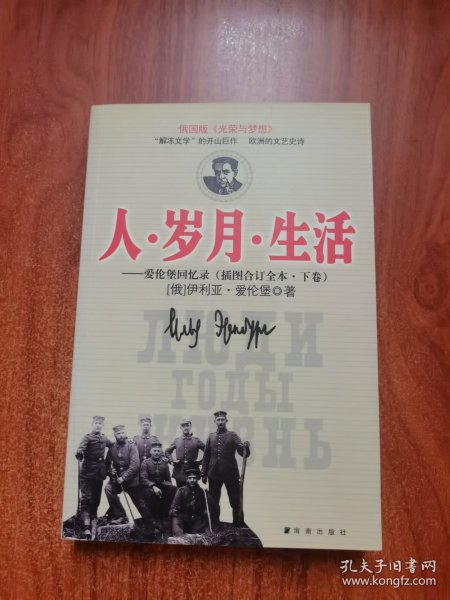 俄国版《光荣与梦想》
“解冻文学”的开山巨作 欧洲的文艺史诗
人·岁月·生活
——爱伦堡回忆录（插图合订全本·下卷）
[俄]伊利亚·爱伦堡◎著
ЛЮДИ
ГОДЫ
海南出版社
孔夫子旧书网
www.kongfz.com